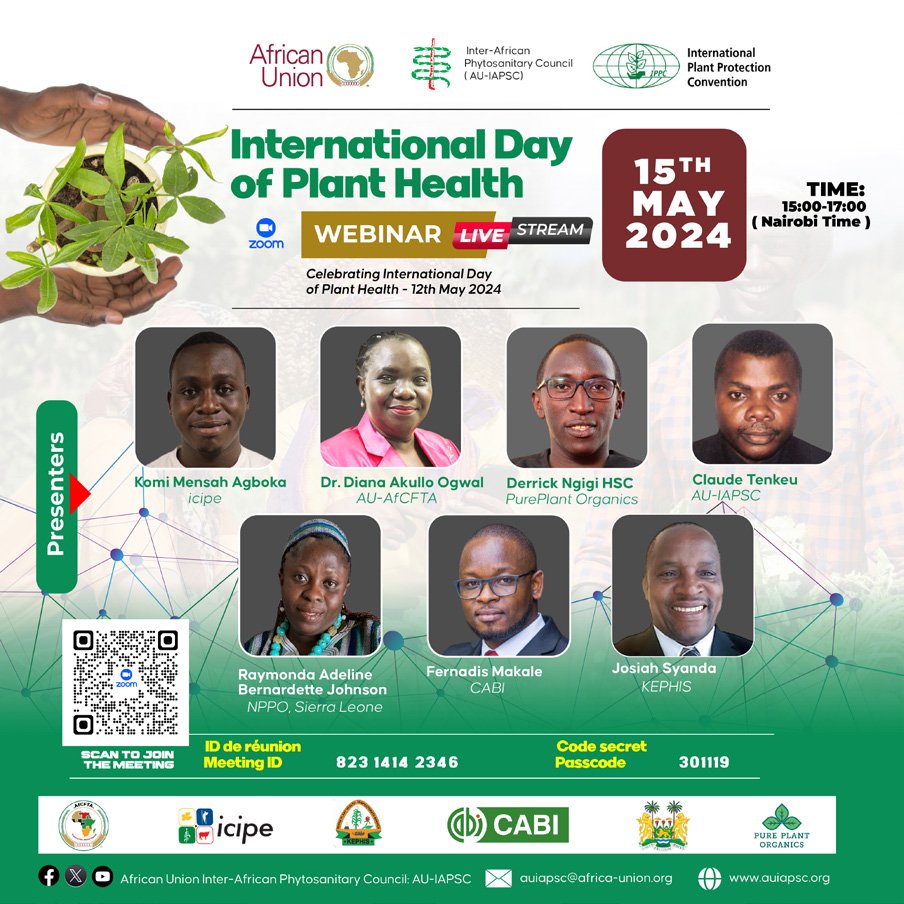 African
Union
Inter-African
Phytosanitary Council
( AU-IAPSC)
IPPC
International
Plant Protection
Convention
International Day
of Plant Health
15TH
MAY
2024
TIME:
15:00-17:00
( Nairobi Time )
zoom
WEBINAR
LIVE
STREAM
Celebrating International Day
of Plant Health - 12th May 2024
Presenters
Komi Mensah Agboka
icipe
Dr. Diana Akullo Ogwal
AU-AfCFTA
Derrick Ngigi HSC
PurePlant Organics
Claude Tenkeu
AU-IAPSC
Raymonda Adeline
Bernardette Johnson
NPPO, Sierra Leone
Fernadis Makale
CABI
Josiah Syanda
KEPHIS
zoom
SCAN TO JOIN
THE MEETING
ID de réunion
Meeting ID
823 1414 2346
Code secret
Passcode
301119
AfCFTA
icipe
KEPHIS
CABI
PURE PLANT
ORGANICS
African Union Inter-African Phytosanitary Council: AU-IAPSC
auiapsc@africa-union.org
www.auiapsc.org